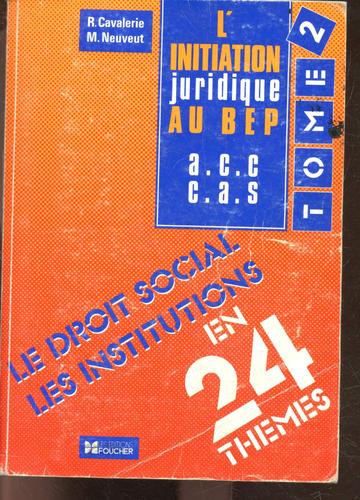 R. Cavalerie
M. Neuveut
L'
INITIATION
juridique
AU BEP
a.c.c
c.a.s
TOME 2
LE DROIT SOCIAL
LES INSTITUTIONS
EN
24
THEMES
LES EDITIONS
FOUCHER